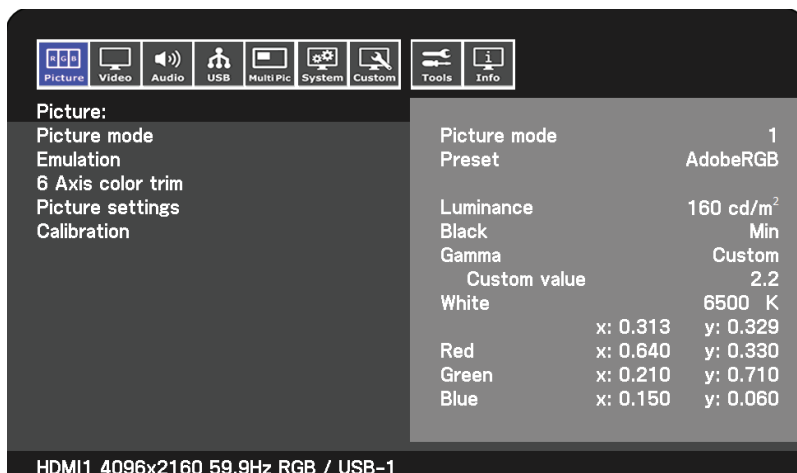 R G B
Picture Video Audio USB Multi Pic System Custom Tools Info
Picture:
Picture mode
Emulation
6 Axis color trim
Picture settings
Calibration
Picture mode 1
Preset AdobeRGB
Luminance 160 cd/m²
Black Min
Gamma Custom
Custom value 2.2
White 6500 K
x: 0.313 y: 0.329
Red x: 0.640 y: 0.330
Green x: 0.210 y: 0.710
Blue x: 0.150 y: 0.060
HDMI1 4096x2160 59.9Hz RGB / USB-1